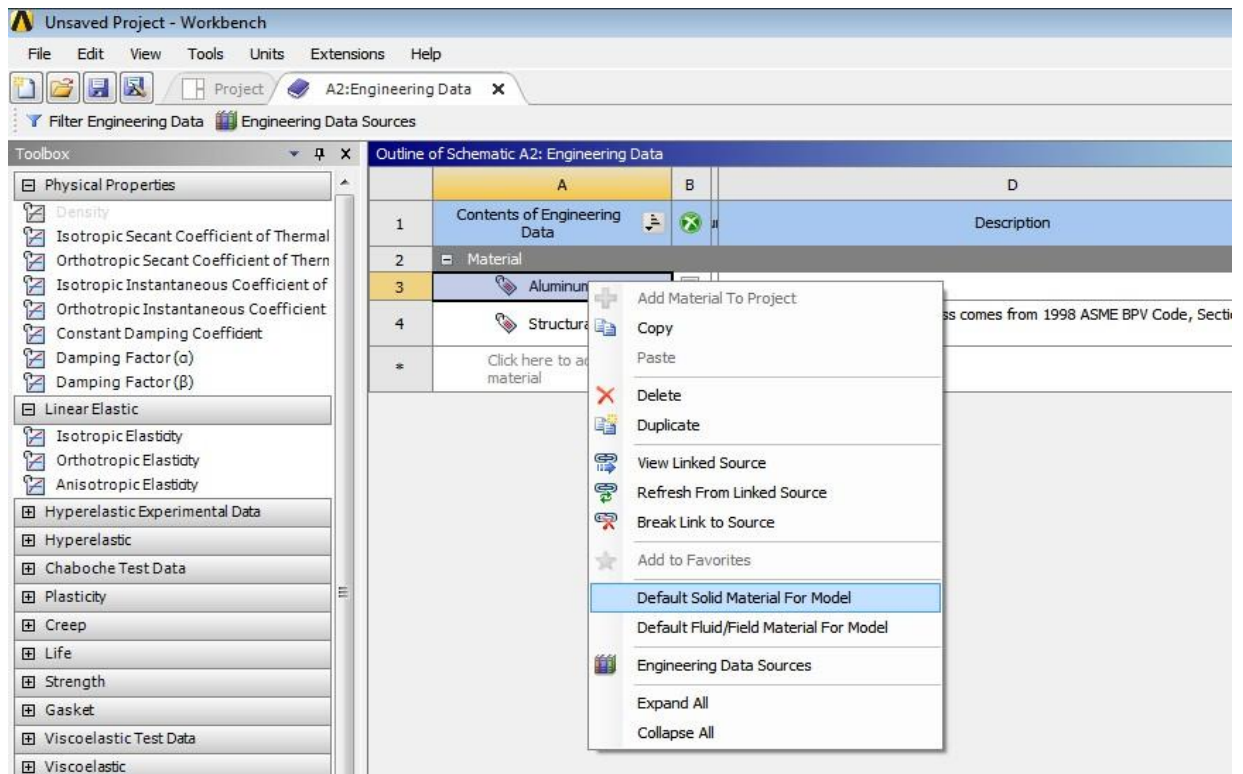 Unsaved Project - Workbench
File Edit View Tools Units Extensions Help
Project A2:Engineering Data
Filter Engineering Data Engineering Data Sources
Toolbox
Physical Properties
Density
Isotropic Secant Coefficient of Thermal
Orthotropic Secant Coefficient of Therm
Isotropic Instantaneous Coefficient of
Orthotropic Instantaneous Coefficient
Constant Damping Coefficient
Damping Factor (α)
Damping Factor (β)
Linear Elastic
Isotropic Elasticity
Orthotropic Elasticity
Anisotropic Elasticity
Hyperelastic Experimental Data
Hyperelastic
Chaboche Test Data
Plasticity
Creep
Life
Strength
Gasket
Viscoelastic Test Data
Viscoelastic
Outline of Schematic A2: Engineering Data
A B D
1 Contents of Engineering
Data
Description
2 Material
3 Aluminum
4 Structura
ss comes from 1998 ASME BPV Code, Secti
* Click here to ad
material
Add Material To Project
Copy
Paste
Delete
Duplicate
View Linked Source
Refresh From Linked Source
Break Link to Source
Add to Favorites
Default Solid Material For Model
Default Fluid/Field Material For Model
Engineering Data Sources
Expand All
Collapse All